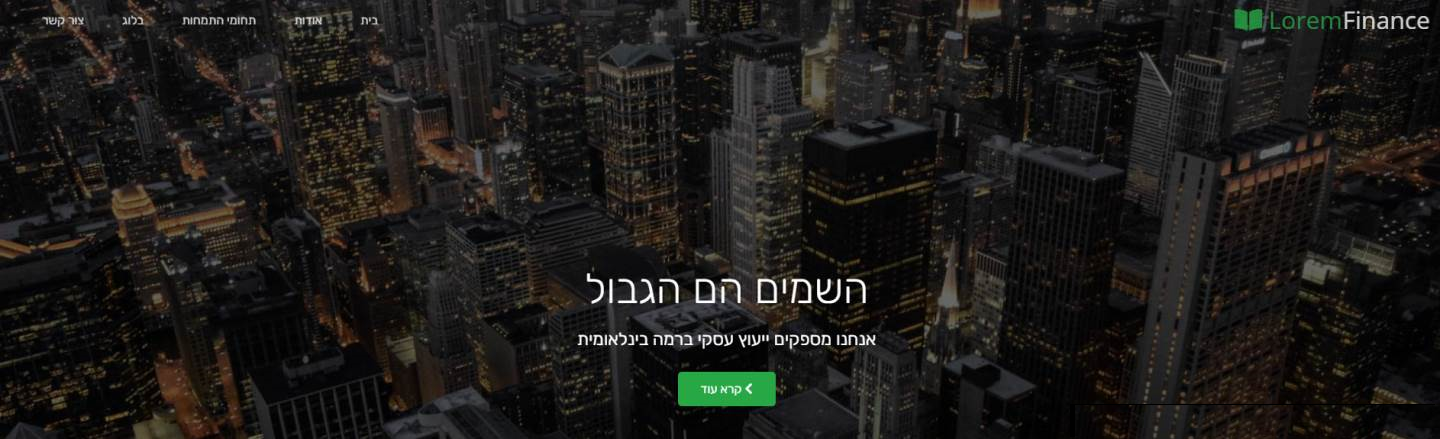 LoremFinance
בית
אודות
תחומי התמחות
בלוג
צור קשר
השמים הם הגבול
אנחנו מספקים ייעוץ עסקי ברמה בינלאומית
קרא עוד